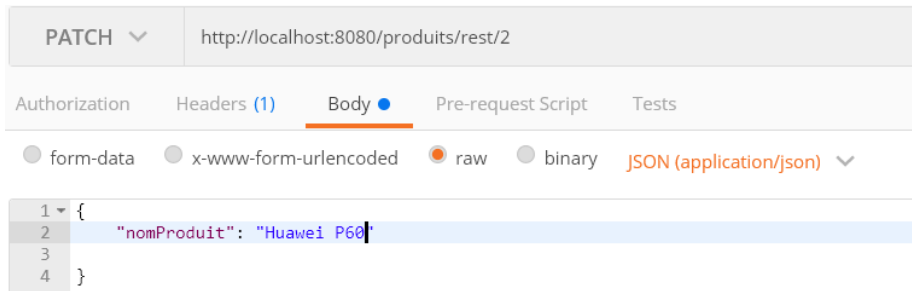 PATCH http://localhost:8080/produits/rest/2
Authorization Headers (1) Body Pre-request Script Tests
form-data x-www-form-urlencoded raw binary JSON (application/json)
1 {
2 "nomProduit": "Huawei P60"
3
4 }